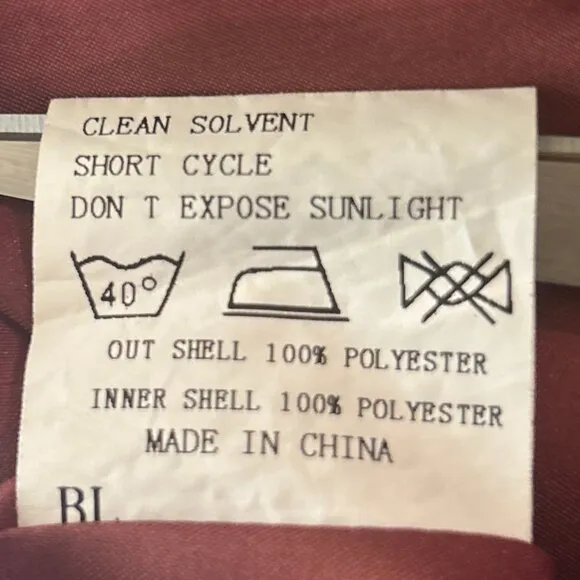 CLEAN SOLVENT
SHORT CYCLE
DON T EXPOSE SUNLIGHT
40°
OUT SHELL 100% POLYESTER
INNER SHELL 100% POLYESTER
MADE IN CHINA